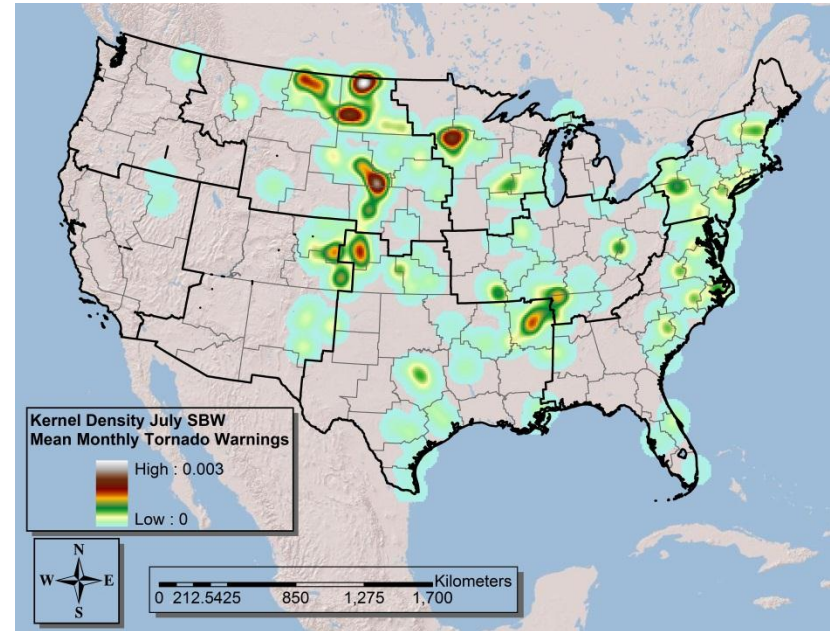 Kernel Density July SBW
Mean Monthly Tornado Warnings
High : 0.003
Low : 0
N
W E
S
Kilometers
0 212.5425 850 1,275 1,700